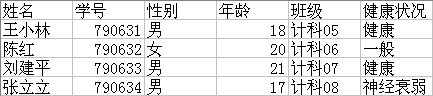 姓名 学号 性别 年龄 班级 健康状况
王小林 790631 男 18 计科05 健康
陈红 790632 女 20 计科06 一般
刘建平 790633 男 21 计科07 健康
张立立 790634 男 17 计科08 神经衰弱